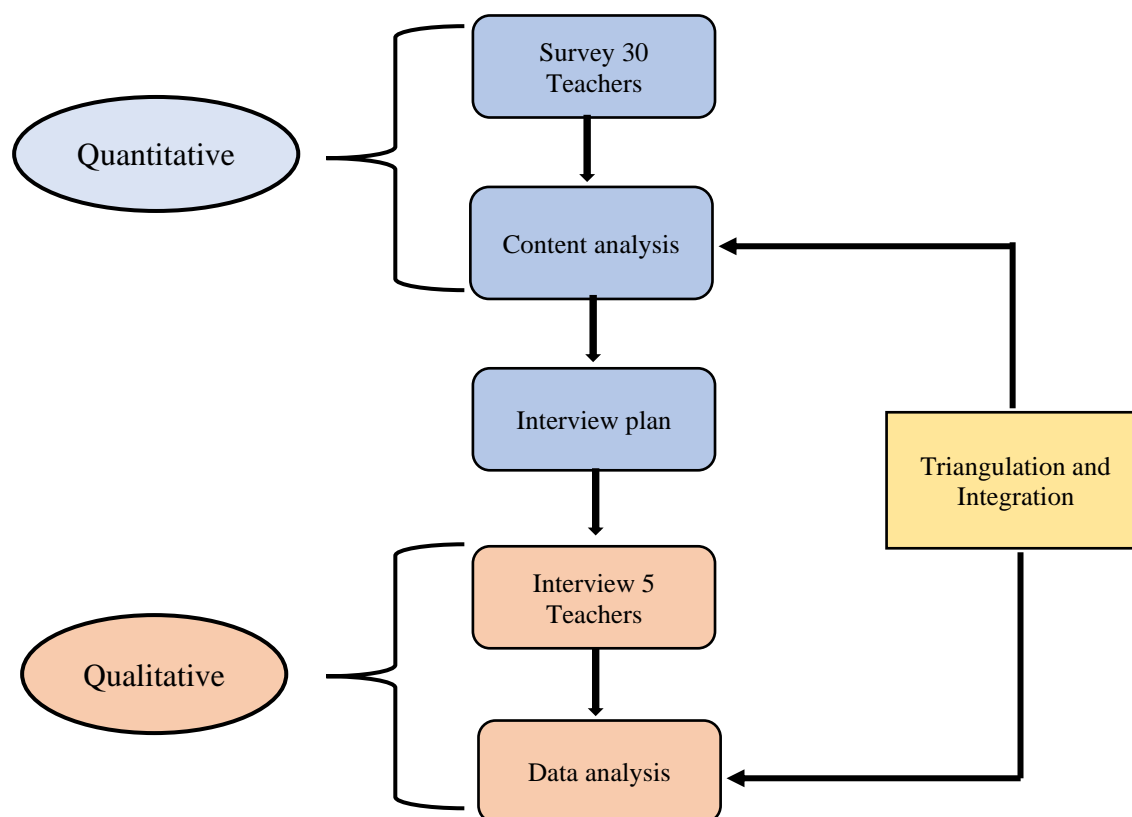 Survey 30
Teachers
Quantitative
Content analysis
Interview plan
Triangulation and
Integration
Interview 5
Teachers
Qualitative
Data analysis